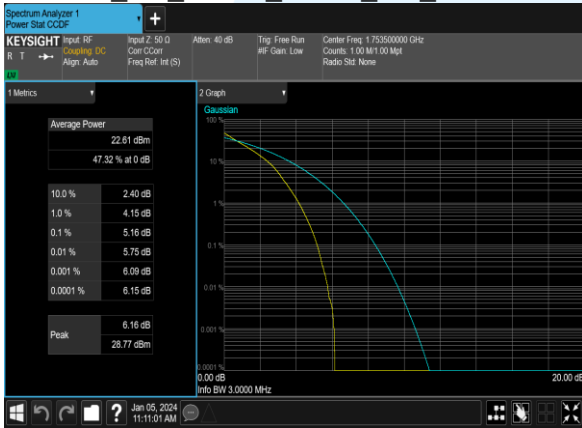 Spectrum Analyzer 1
Power Stat CCDF
KEYSIGHT
R T
LXI
Input: RF
Coupling: DC
Align: Auto
Input Z: 50 Ω
Corr CCorr
Freq Ref: Int (S)
Atten: 40 dB
Trig: Free Run
#IF Gain: Low
Center Freq: 1.753500000 GHz
Counts: 1.00 M/1.00 Mpt
Radio Std: None
1 Metrics
Average Power
22.61 dBm
47.32 % at 0 dB
10.0 % 2.40 dB
1.0 % 4.15 dB
0.1 % 5.16 dB
0.01 % 5.75 dB
0.001 % 6.09 dB
0.0001 % 6.15 dB
Peak
6.16 dB
28.77 dBm
2 Graph
Gaussian
100 %
10 %
1 %
0.1 %
0.01 %
0.001 %
0.0001 %
0.00 dB
20.00 dB
Info BW 3.0000 MHz
?
Jan 05, 2024
11:11:01 AM